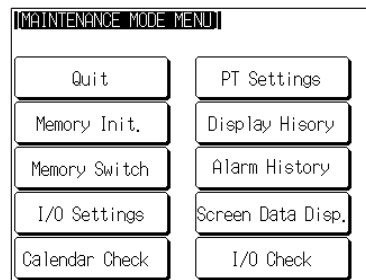 [MAINTENANCE MODE MENU]
Quit
PT Settings
Memory Init.
Display Hisory
Memory Switch
Alarm History
I/O Settings
Screen Data Disp.
Calendar Check
I/O Check